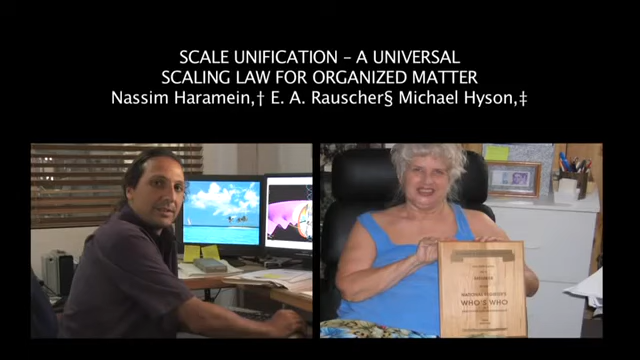 SCALE UNIFICATION – A UNIVERSAL
SCALING LAW FOR ORGANIZED MATTER
Nassim Haramein,† E. A. Rauscher§ Michael Hyson,‡
WHO'S WHO